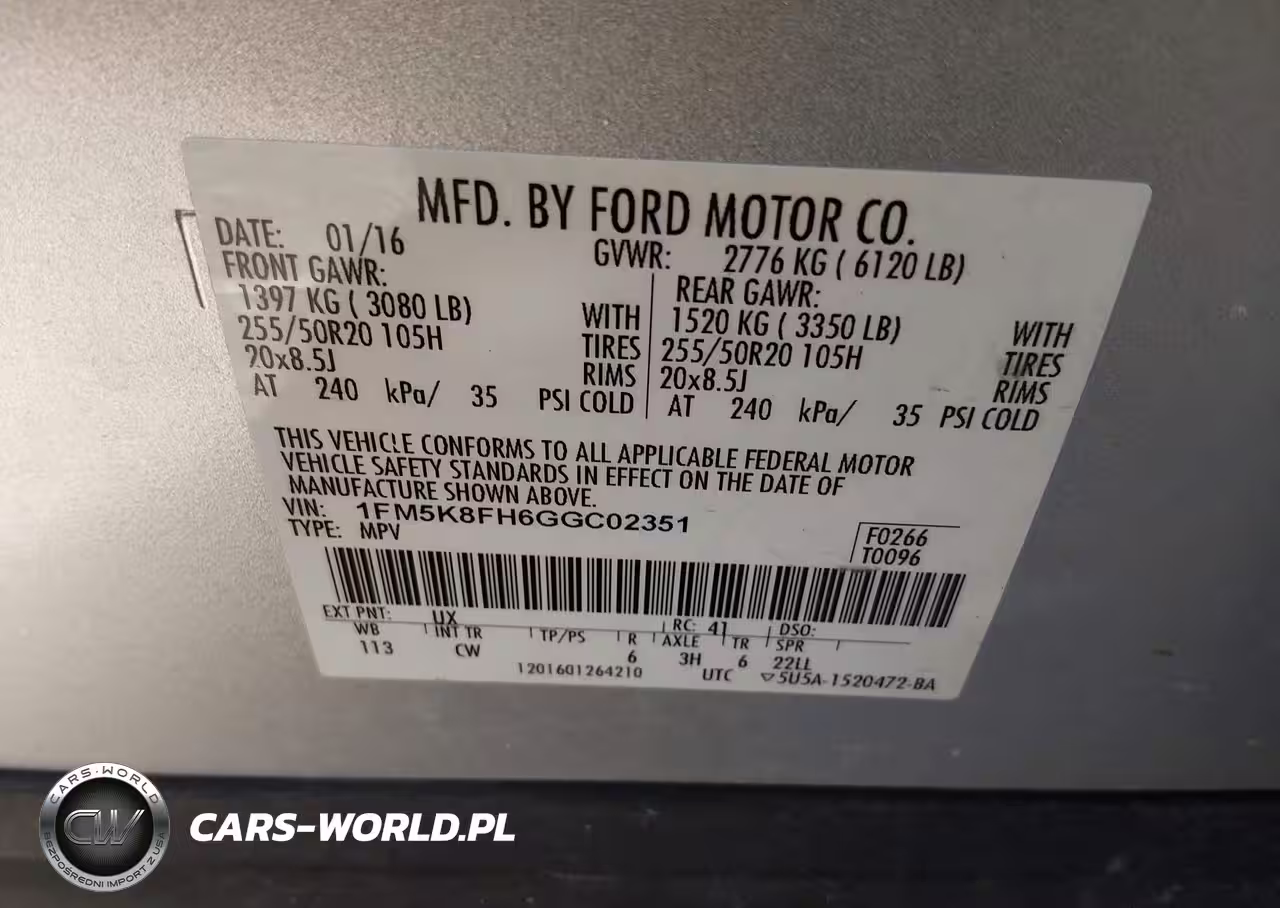 MFD. BY FORD MOTOR CO.
DATE: 01/16 GVWR: 2776 KG ( 6120 LB)
FRONT GAWR: REAR GAWR:
1397 KG ( 3080 LB) WITH 1520 KG ( 3350 LB) WITH
255/50R20 105H TIRES 255/50R20 105H TIRES
20x8.5J RIMS 20x8.5J RIMS
AT 240 kPa/ 35 PSI COLD AT 240 kPa/ 35 PSI COLD
THIS VEHICLE CONFORMS TO ALL APPLICABLE FEDERAL MOTOR
VEHICLE SAFETY STANDARDS IN EFFECT ON THE DATE OF
MANUFACTURE SHOWN ABOVE.
VIN: 1FM5K8FH6GGC02351
TYPE: MPV
F0266
T0096
EXT PNT: UX RC: 41 DSO:
WB INT TR TP/PS R AXLE TR SPR
113 CW 6 3H 6 22LL
1201601264210 UTC ▽5U5A-1520472-BA
CARS-WORLD
CW
BEZPOŚREDNI IMPORT Z USA
CARS-WORLD.PL